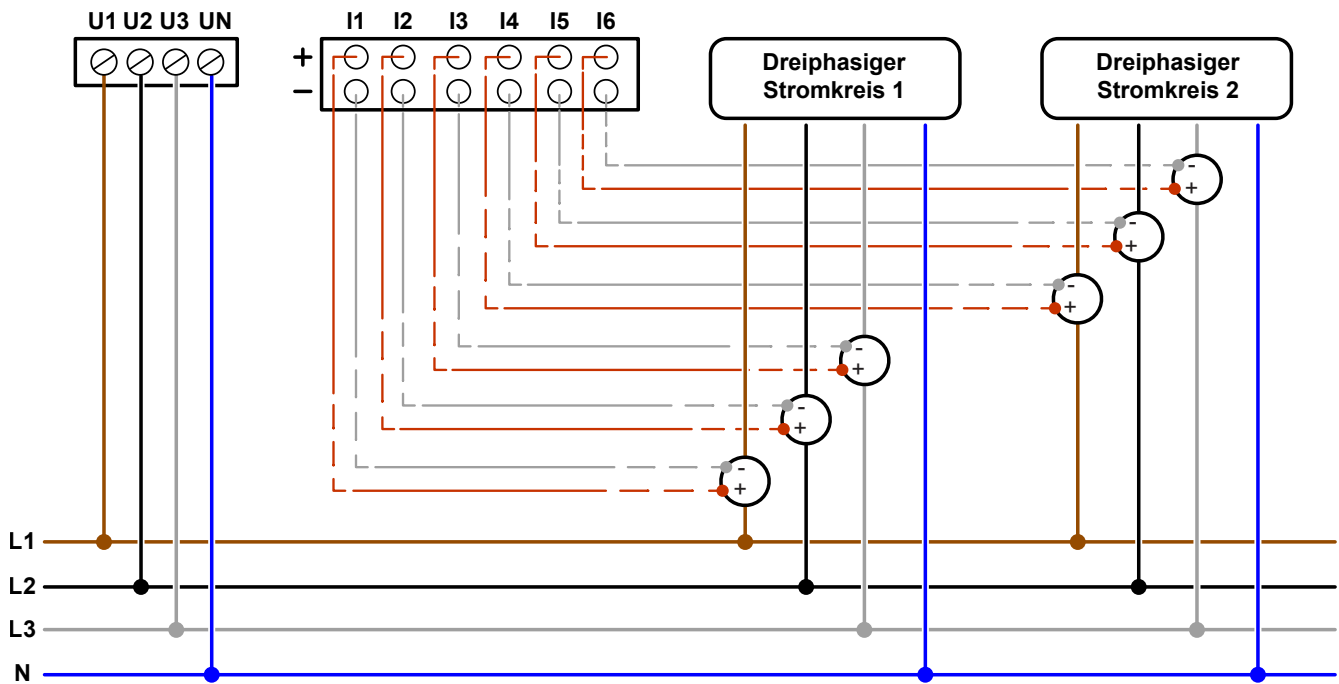 U1 U2 U3 UN
I1 I2 I3 I4 I5 I6
+
−
Dreiphasiger
Stromkreis 1
Dreiphasiger
Stromkreis 2
-
+
-
+
-
+
-
+
-
+
-
+
L1
L2
L3
N